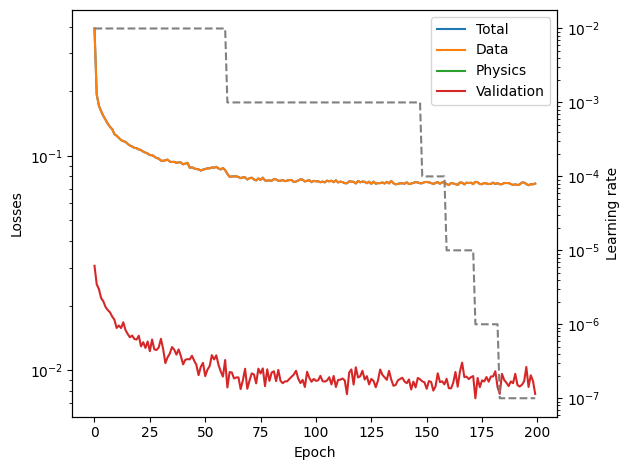 Total
Data
Physics
Validation
Losses
10⁻¹
10⁻²
10⁻²
10⁻³
10⁻⁴
10⁻⁵
10⁻⁶
10⁻⁷
Learning rate
0 25 50 75 100 125 150 175 200
Epoch